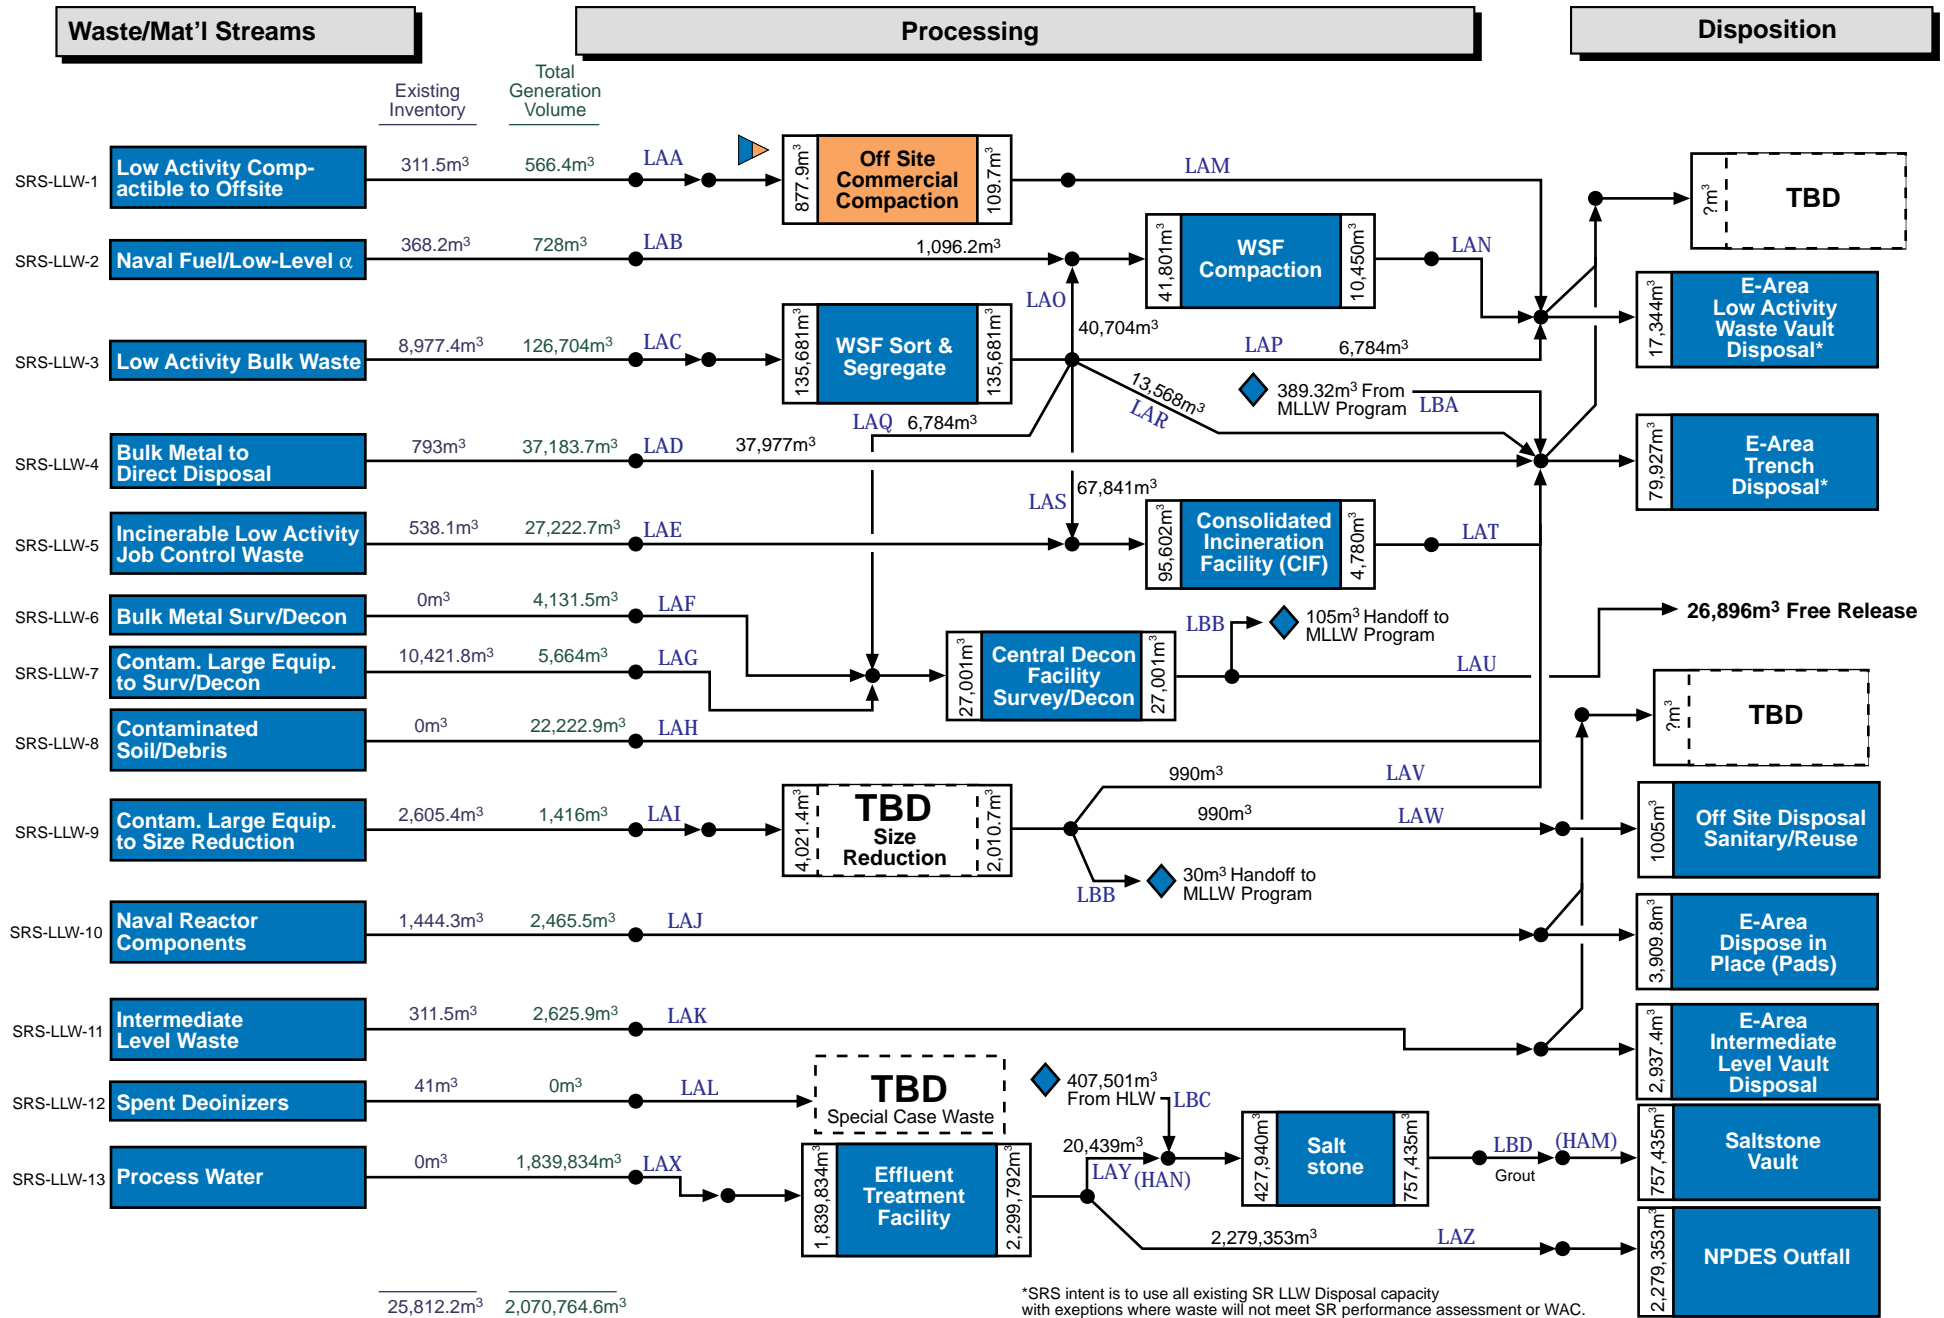 Waste/Mat'l Streams
Processing
Disposition
Existing
Inventory
Total
Generation
Volume
SRS-LLW-1
Low Activity Comp-
actible to Offsite
311.5m³
566.4m³
LAA
877.9m³
Off Site
Commercial
Compaction
109.7m³
LAM
?m³
TBD
SRS-LLW-2
Naval Fuel/Low-Level α
368.2m³
728m³
LAB
1,096.2m³
41,801m³
WSF
Compaction
10,450m³
LAN
17,344m³
E-Area
Low Activity
Waste Vault
Disposal*
LAO
40,704m³
SRS-LLW-3
Low Activity Bulk Waste
8,977.4m³
126,704m³
LAC
135,681m³
WSF Sort &
Segregate
135,681m³
LAP
6,784m³
13,568m³
LAR
389.32m³ From
MLLW Program
LBA
LAQ
6,784m³
SRS-LLW-4
Bulk Metal to
Direct Disposal
793m³
37,183.7m³
LAD
37,977m³
79,927m³
E-Area
Trench
Disposal*
LAS
67,841m³
SRS-LLW-5
Incinerable Low Activity
Job Control Waste
538.1m³
27,222.7m³
LAE
95,602m³
Consolidated
Incineration
Facility (CIF)
4,780m³
LAT
SRS-LLW-6
Bulk Metal Surv/Decon
0m³
4,131.5m³
LAF
LBB
105m³ Handoff to
MLLW Program
26,896m³ Free Release
SRS-LLW-7
Contam. Large Equip.
to Surv/Decon
10,421.8m³
5,664m³
LAG
27,001m³
Central Decon
Facility
Survey/Decon
27,001m³
LAU
SRS-LLW-8
Contaminated
Soil/Debris
0m³
22,222.9m³
LAH
?m³
TBD
990m³
LAV
SRS-LLW-9
Contam. Large Equip.
to Size Reduction
2,605.4m³
1,416m³
LAI
4,021.4m³
TBD
Size
Reduction
2,010.7m³
990m³
LAW
1005m³
Off Site Disposal
Sanitary/Reuse
LBB
30m³ Handoff to
MLLW Program
SRS-LLW-10
Naval Reactor
Components
1,444.3m³
2,465.5m³
LAJ
3,909.8m³
E-Area
Dispose in
Place (Pads)
SRS-LLW-11
Intermediate
Level Waste
311.5m³
2,625.9m³
LAK
2,937.4m³
E-Area
Intermediate
Level Vault
Disposal
SRS-LLW-12
Spent Deoinizers
41m³
0m³
LAL
TBD
Special Case Waste
407,501m³
From HLW
LBC
SRS-LLW-13
Process Water
0m³
1,839,834m³
LAX
1,839,834m³
Effluent
Treatment
Facility
2,299,792m³
20,439m³
LAY (HAN)
427,940m³
Salt
stone
757,435m³
LBD
Grout
(HAM)
757,435m³
Saltstone
Vault
2,279,353m³
LAZ
2,279,353m³
NPDES Outfall
25,812.2m³
2,070,764.6m³
*SRS intent is to use all existing SR LLW Disposal capacity
with exeptions where waste will not meet SR performance assessment or WAC.